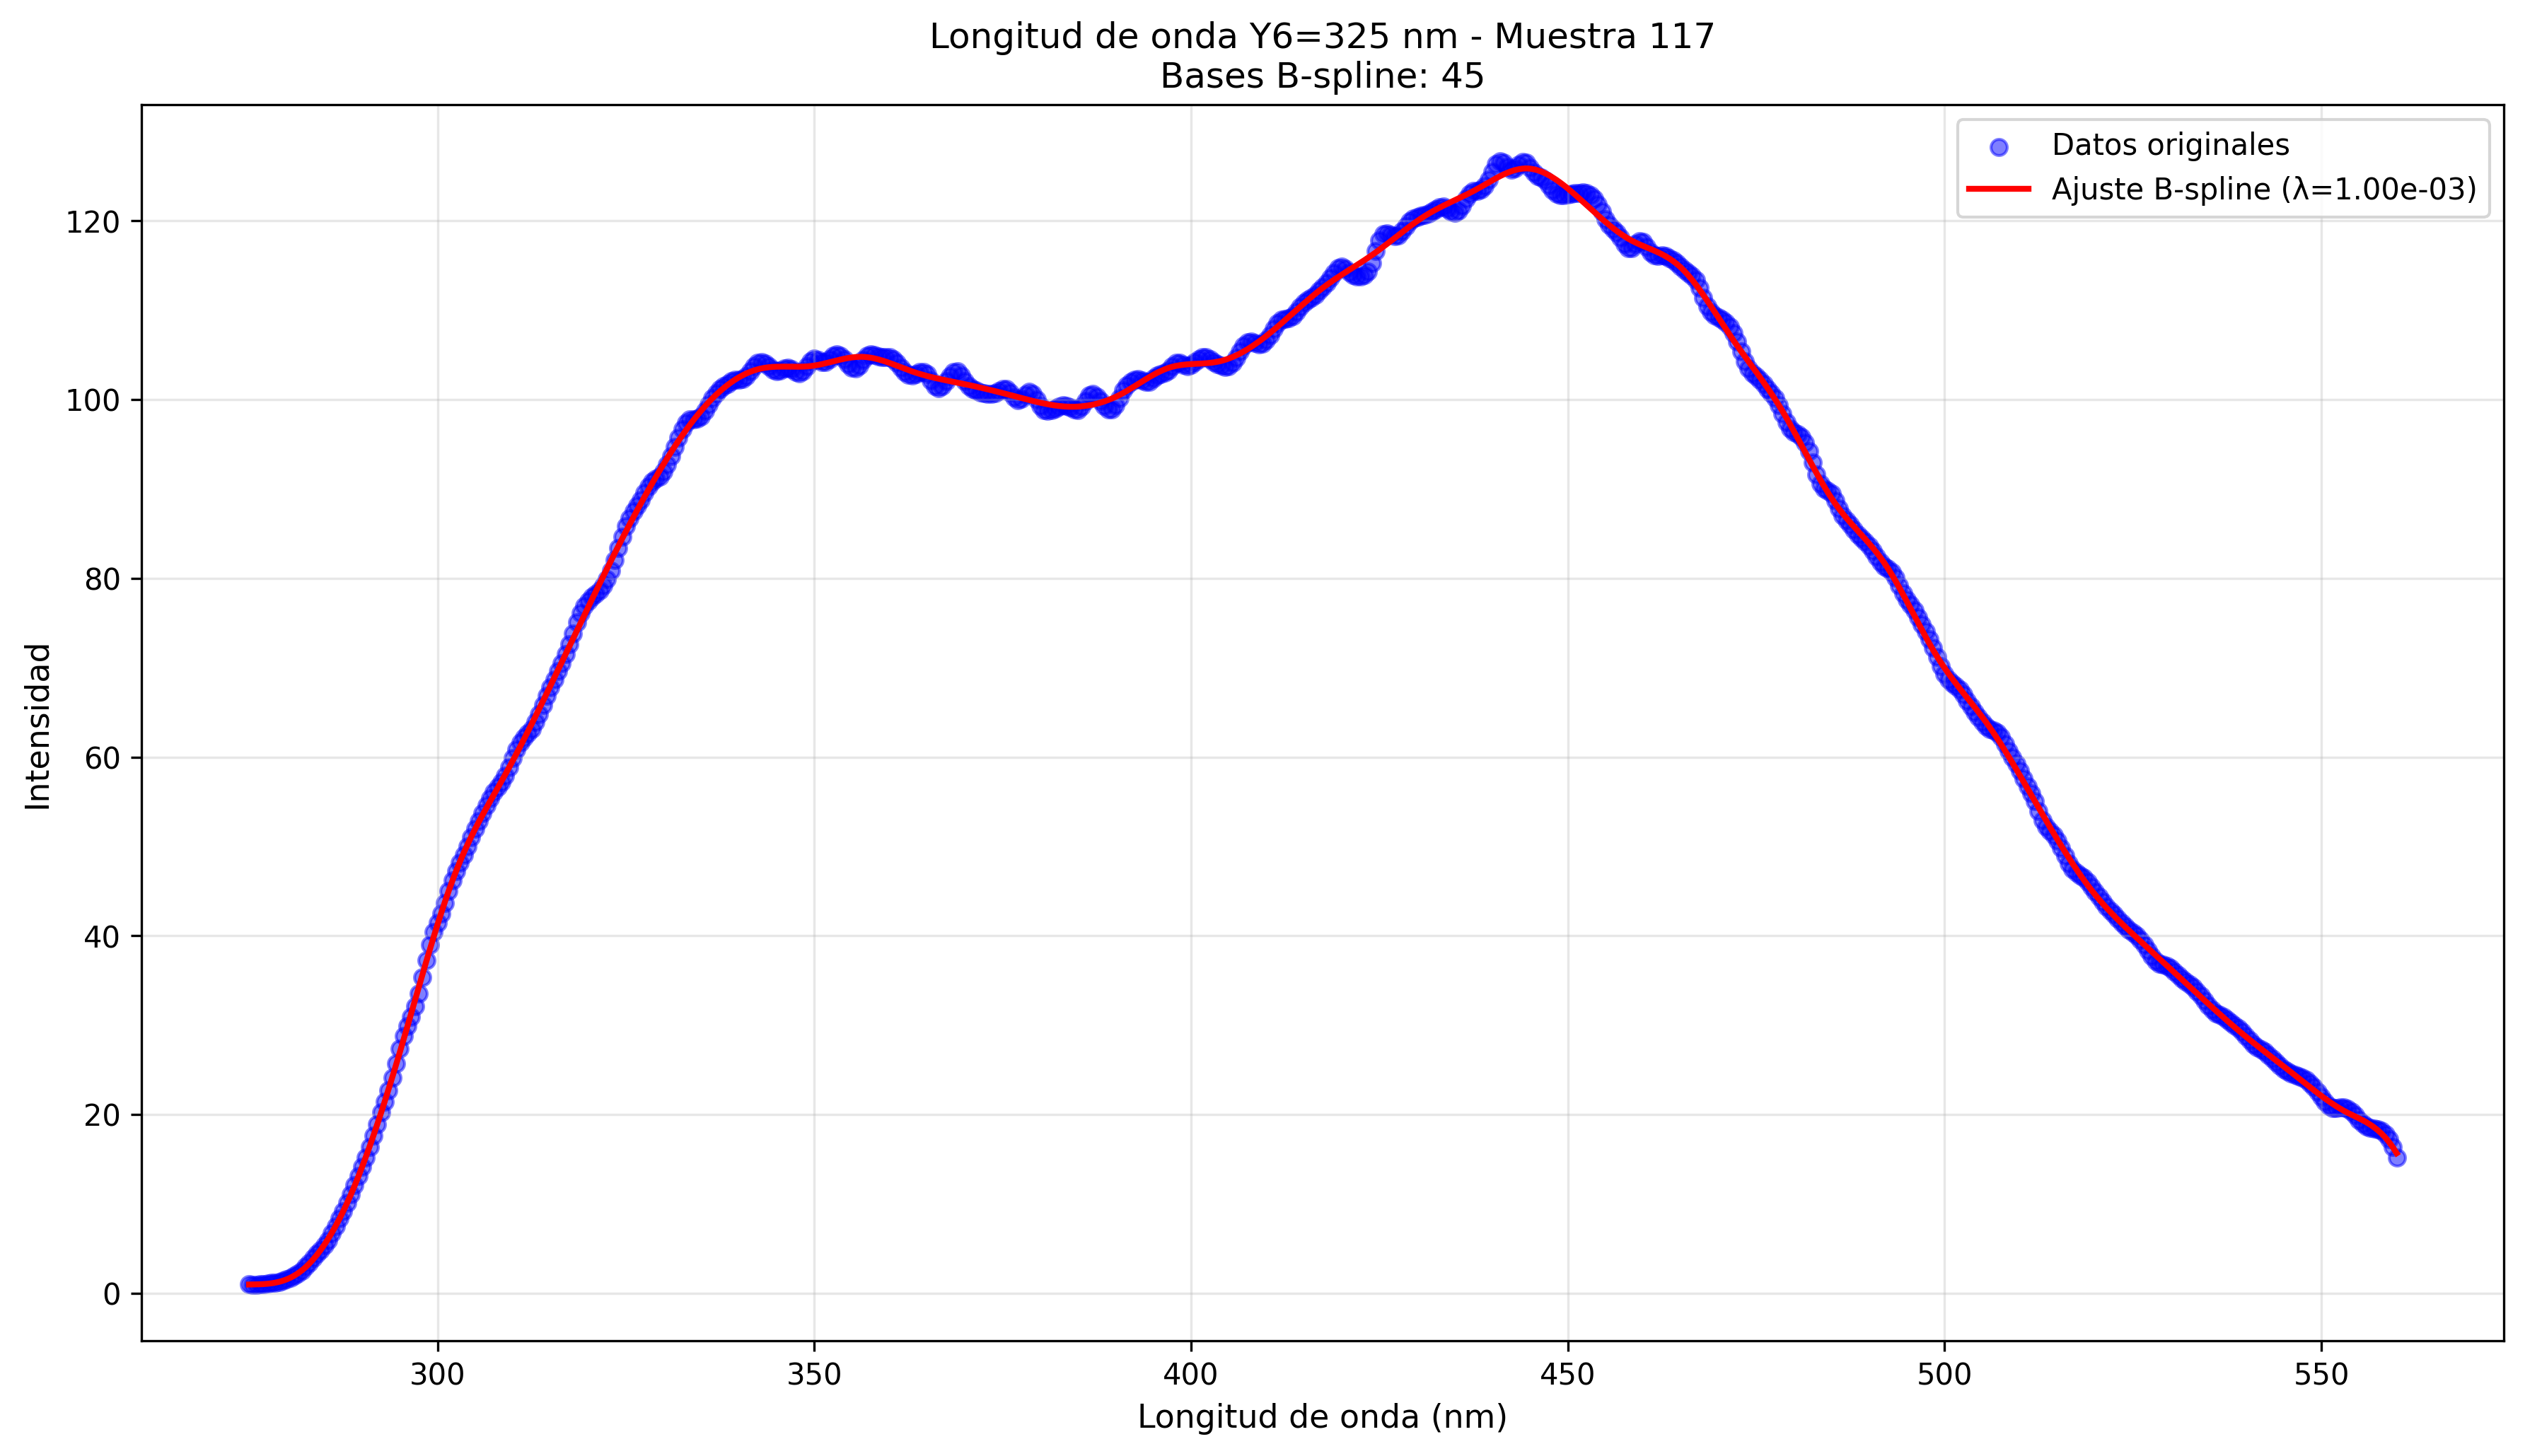 Longitud de onda Y6=325 nm - Muestra 117
Bases B-spline: 45
Datos originales
Ajuste B-spline (λ=1.00e-03)
Intensidad
120
100
80
60
40
20
0
300
350
400
450
500
550
Longitud de onda (nm)